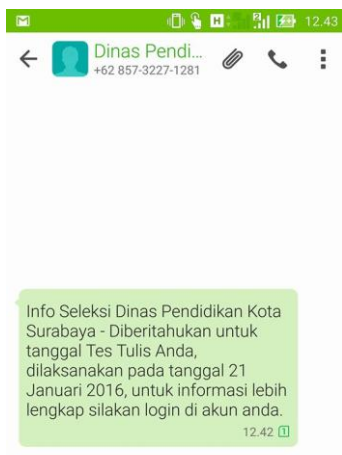 12.43
Dinas Pendi...
+62 857-3227-1281
Info Seleksi Dinas Pendidikan Kota
Surabaya - Diberitahukan untuk
tanggal Tes Tulis Anda,
dilaksanakan pada tanggal 21
Januari 2016, untuk informasi lebih
lengkap silakan login di akun anda.
12.42 1